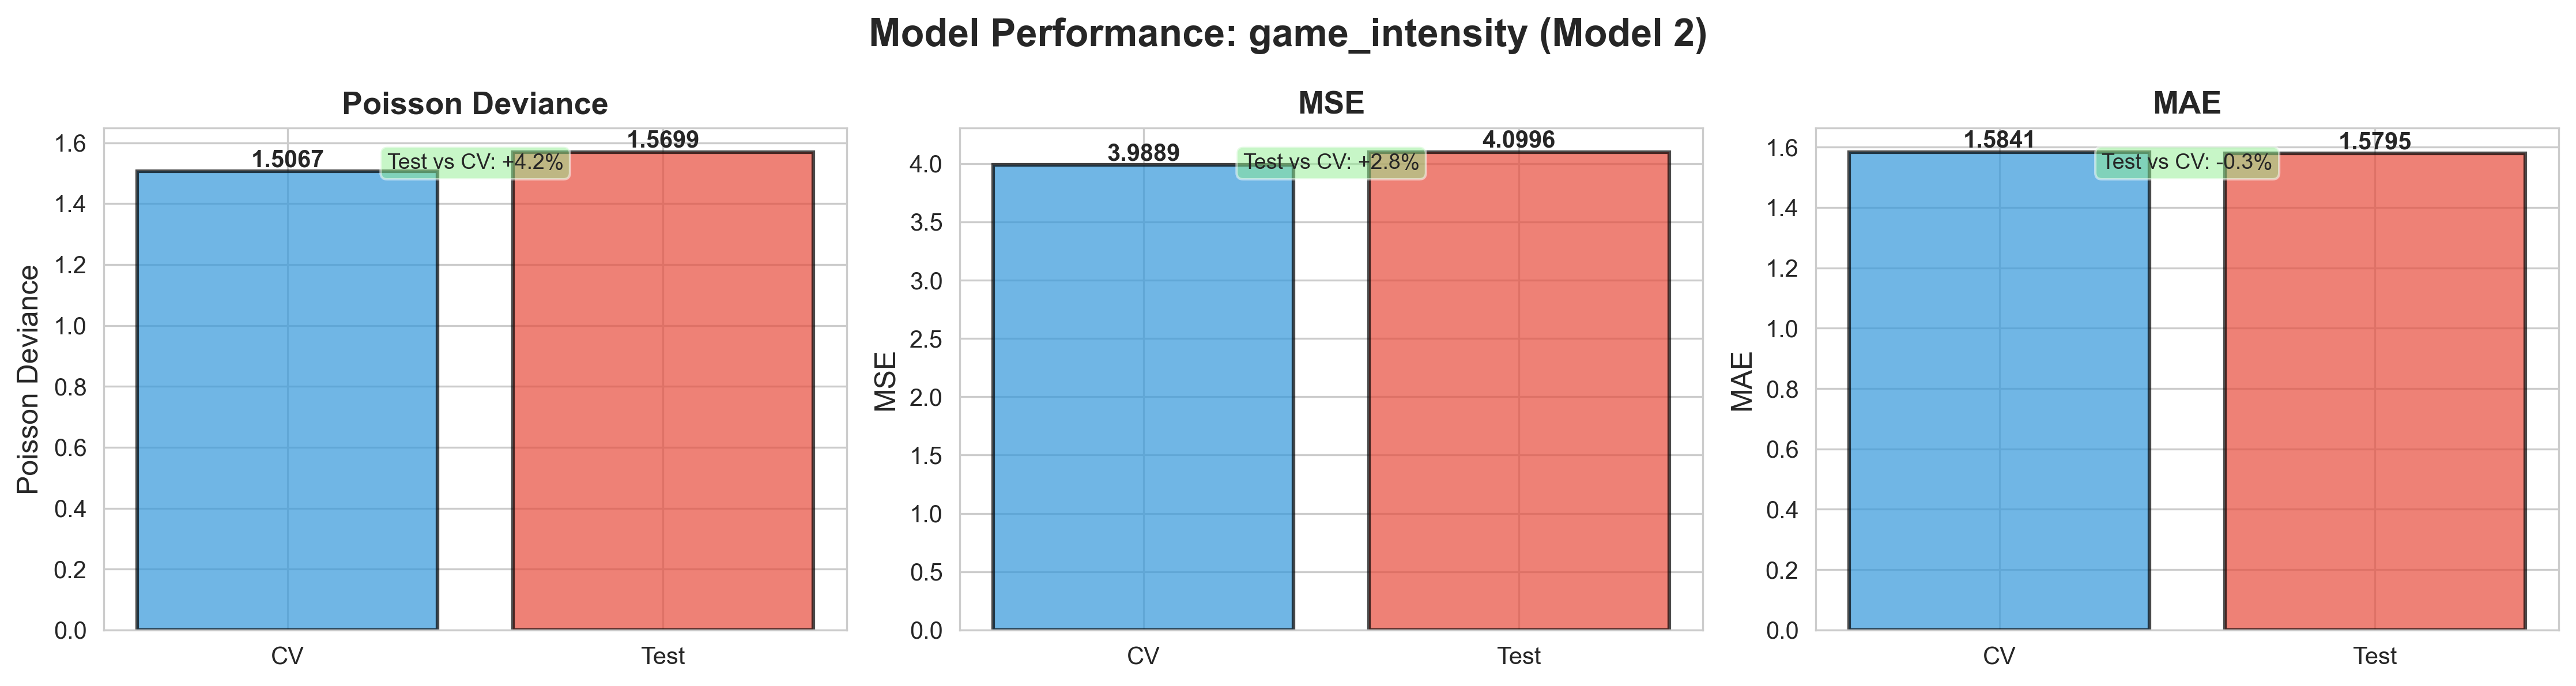 Model Performance: game_intensity (Model 2)
Poisson Deviance
Poisson Deviance
1.6
1.4
1.2
1.0
0.8
0.6
0.4
0.2
0.0
1.5067
Test vs CV: +4.2%
1.5699
CV
Test
MSE
MSE
4.0
3.5
3.0
2.5
2.0
1.5
1.0
0.5
0.0
3.9889
Test vs CV: +2.8%
4.0996
CV
Test
MAE
MAE
1.6
1.4
1.2
1.0
0.8
0.6
0.4
0.2
0.0
1.5841
Test vs CV: -0.3%
1.5795
CV
Test